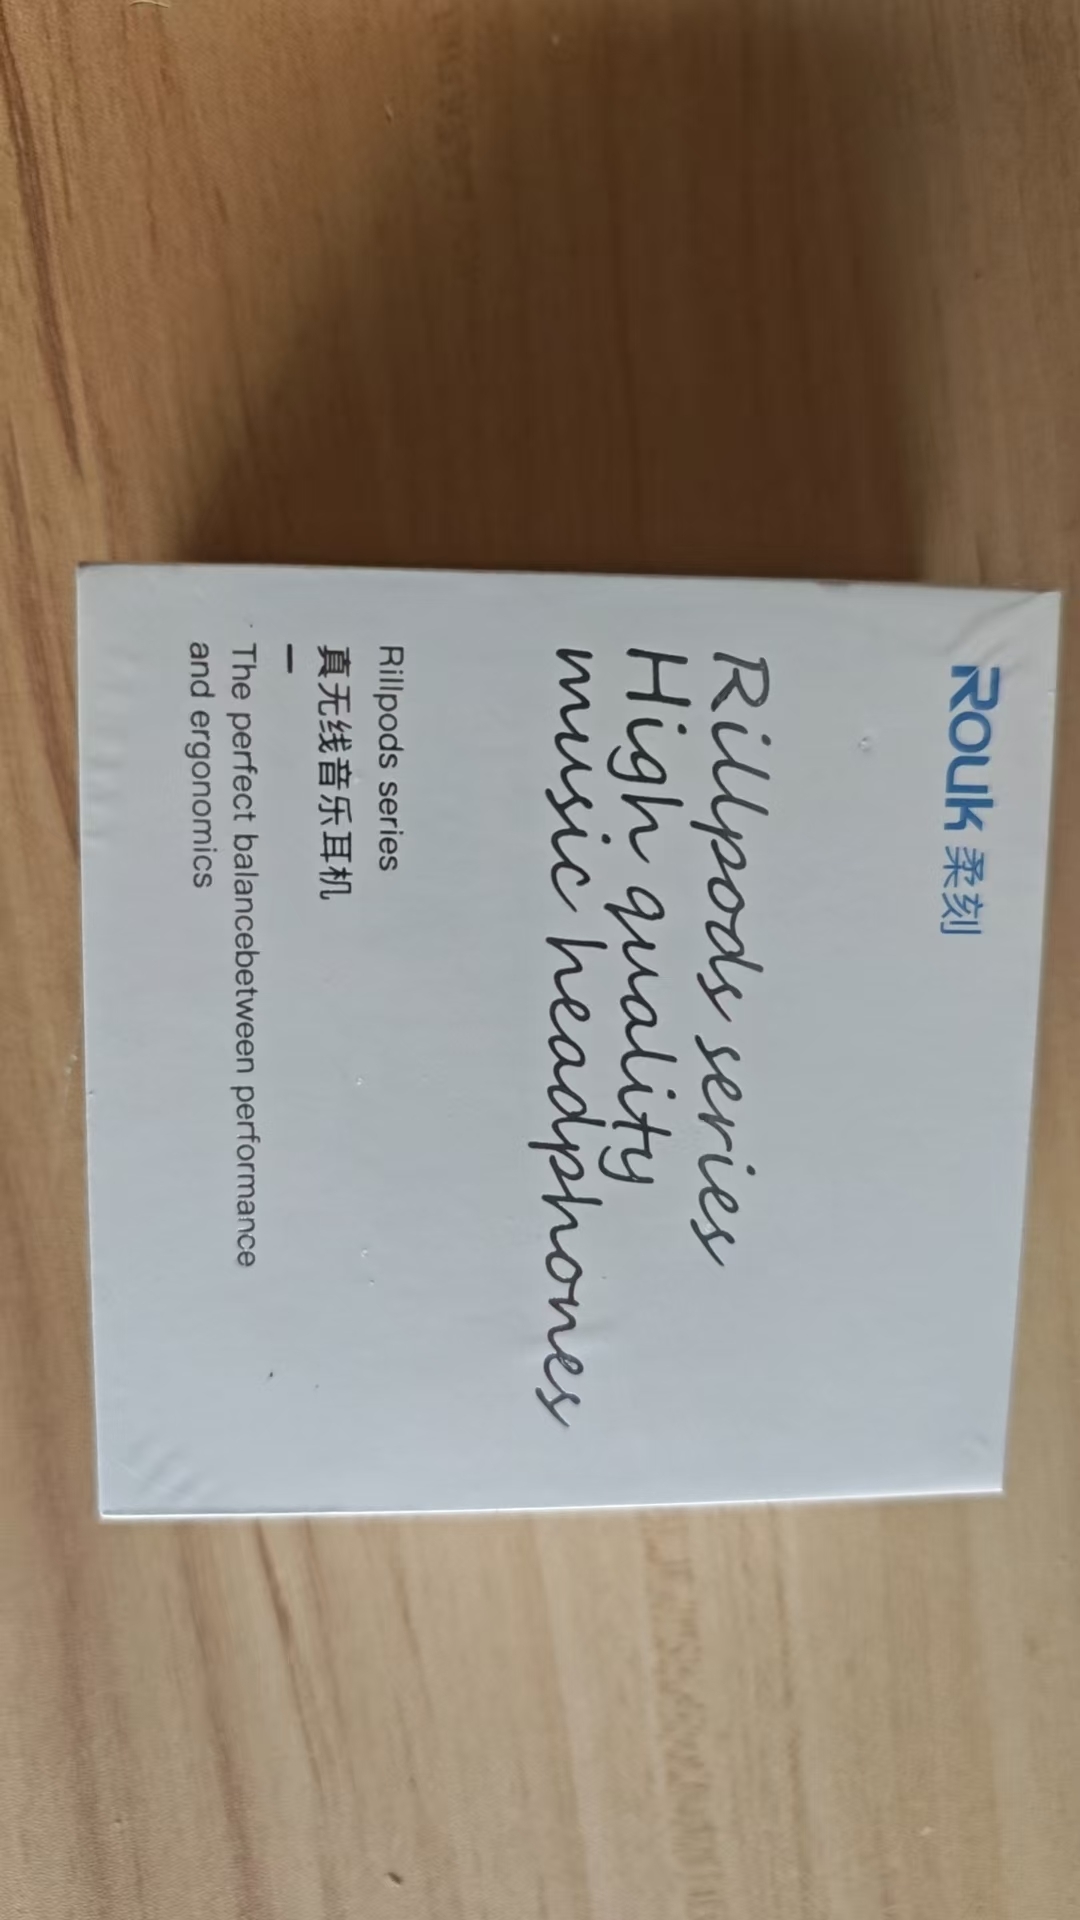 Rouk 柔刻
Rillpods series
High quality
music headphones
Rillpods series
真无线音乐耳机
The perfect balancebetween performance
and ergonomics